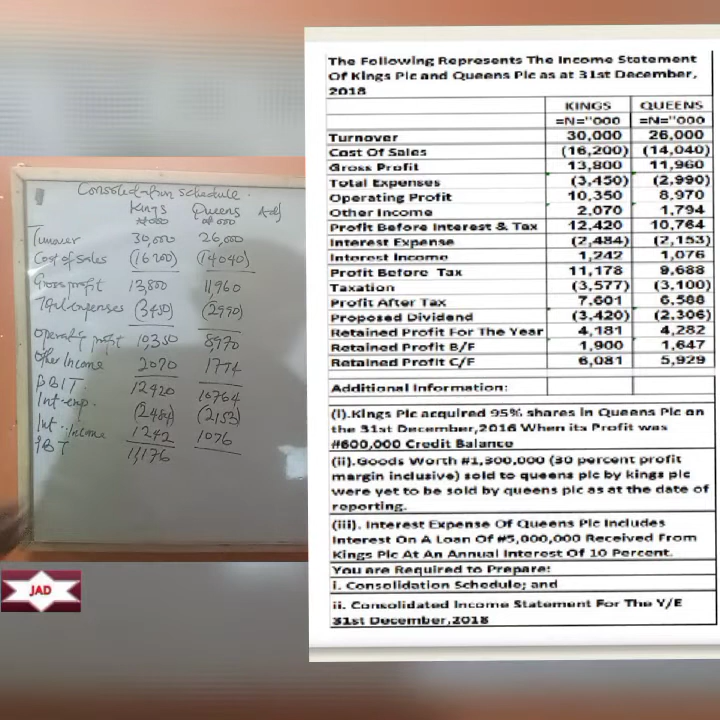 Consolidation Schedule.
Kings Queens Adj
₦000 ₦000
Turnover 30,000 26,000
Cost of sales (16200) (14040)
Gross profit 13,800 11,960
Total expenses (3450) (2990)
Operating profit 10350 8970
Other Income 2070 1794
PBIT. 12420 10764
Int-exp. (2484) (2153)
Int. Income 1242 1076
PBT 11,176
JAD
The Following Represents The Income Statement
Of Kings Plc and Queens Plc as at 31st December,
2018
KINGS QUEENS
=N="000 =N="000
Turnover 30,000 26,000
Cost Of Sales (16,200) (14,040)
Gross Profit 13,800 11,960
Total Expenses (3,450) (2,990)
Operating Profit 10,350 8,970
Other Income 2,070 1,794
Profit Before Interest & Tax 12,420 10,764
Interest Expense (2,484) (2,153)
Interest Income 1,242 1,076
Profit Before Tax 11,178 9,688
Taxation (3,577) (3,100)
Profit After Tax 7,601 6,588
Proposed Dividend (3,420) (2,306)
Retained Profit For The Year 4,181 4,282
Retained Profit B/F 1,900 1,647
Retained Profit C/F 6,081 5,929
Additional Information:
(i).Kings Plc acquired 95% shares in Queens Plc on
the 31st December,2016 When its Profit was
#600,000 Credit Balance
(ii).Goods Worth #1,300,000 (30 percent profit
margin inclusive) sold to queens plc by kings plc
were yet to be sold by queens plc as at the date of
reporting.
(iii). Interest Expense Of Queens Plc Includes
Interest On A Loan Of #5,000,000 Received From
Kings Plc At An Annual Interest Of 10 Percent.
You are Required to Prepare:
i. Consolidation Schedule; and
ii. Consolidated Income Statement For The Y/E
31st December,2018